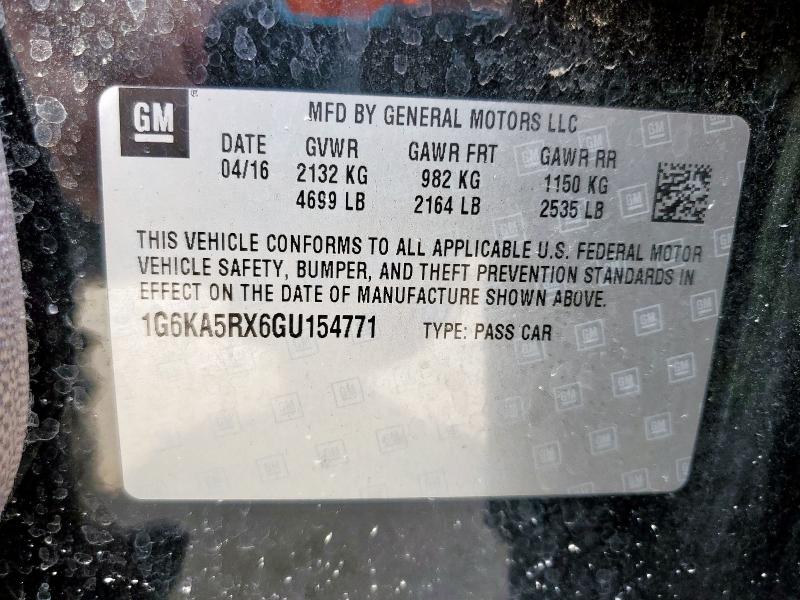 GM
MFD BY GENERAL MOTORS LLC
DATE GVWR GAWR FRT GAWR RR
04/16 2132 KG 982 KG 1150 KG
4699 LB 2164 LB 2535 LB
THIS VEHICLE CONFORMS TO ALL APPLICABLE U.S. FEDERAL MOTOR
VEHICLE SAFETY, BUMPER, AND THEFT PREVENTION STANDARDS IN
EFFECT ON THE DATE OF MANUFACTURE SHOWN ABOVE.
1G6KA5RX6GU154771 TYPE: PASS CAR